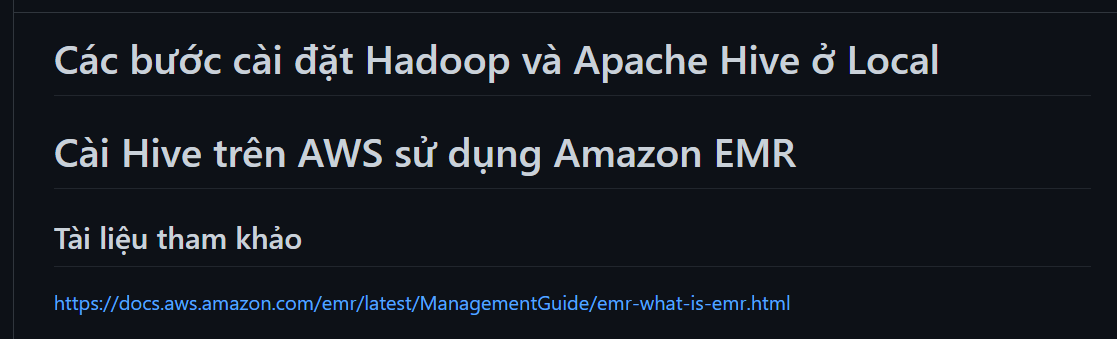 Các bước cài đặt Hadoop và Apache Hive ở Local
Cài Hive trên AWS sử dụng Amazon EMR
Tài liệu tham khảo
https://docs.aws.amazon.com/emr/latest/ManagementGuide/emr-what-is-emr.html